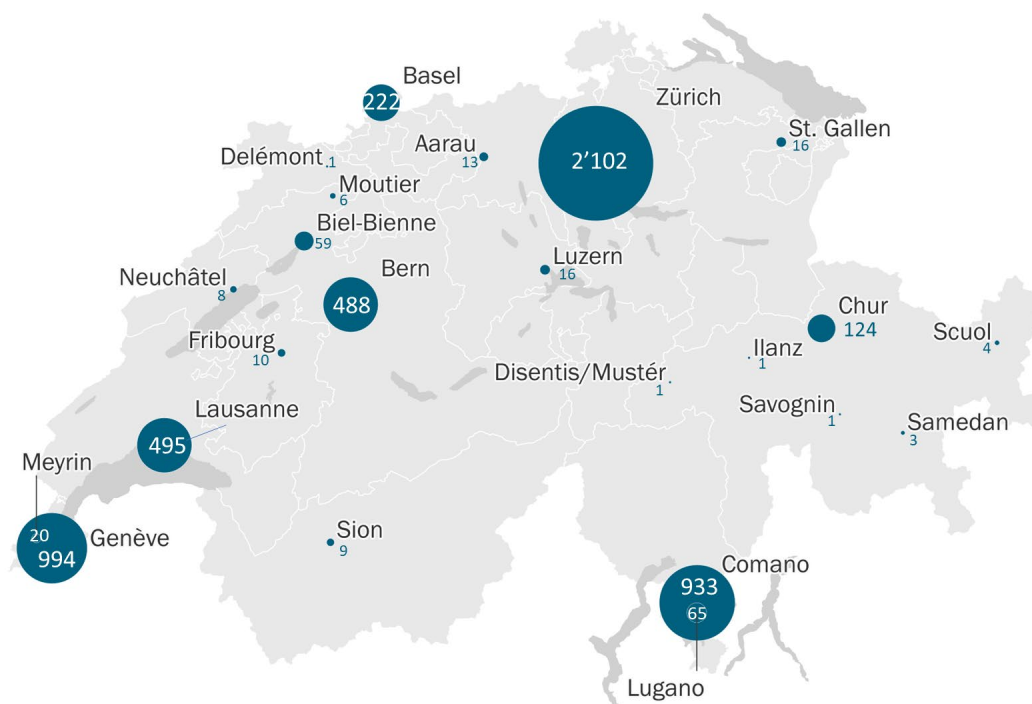 Basel
222
Zürich
2’102
St. Gallen
16
Aarau
13
Delémont
1
Moutier
6
Biel-Bienne
59
Neuchâtel
8
Bern
488
Luzern
16
Chur
124
Scuol
4
Fribourg
10
Ilanz
1
Disentis/Mustér
1
Savognin
1
Samedan
3
Lausanne
495
Meyrin
20
Genève
994
Sion
9
Comano
933
65
Lugano